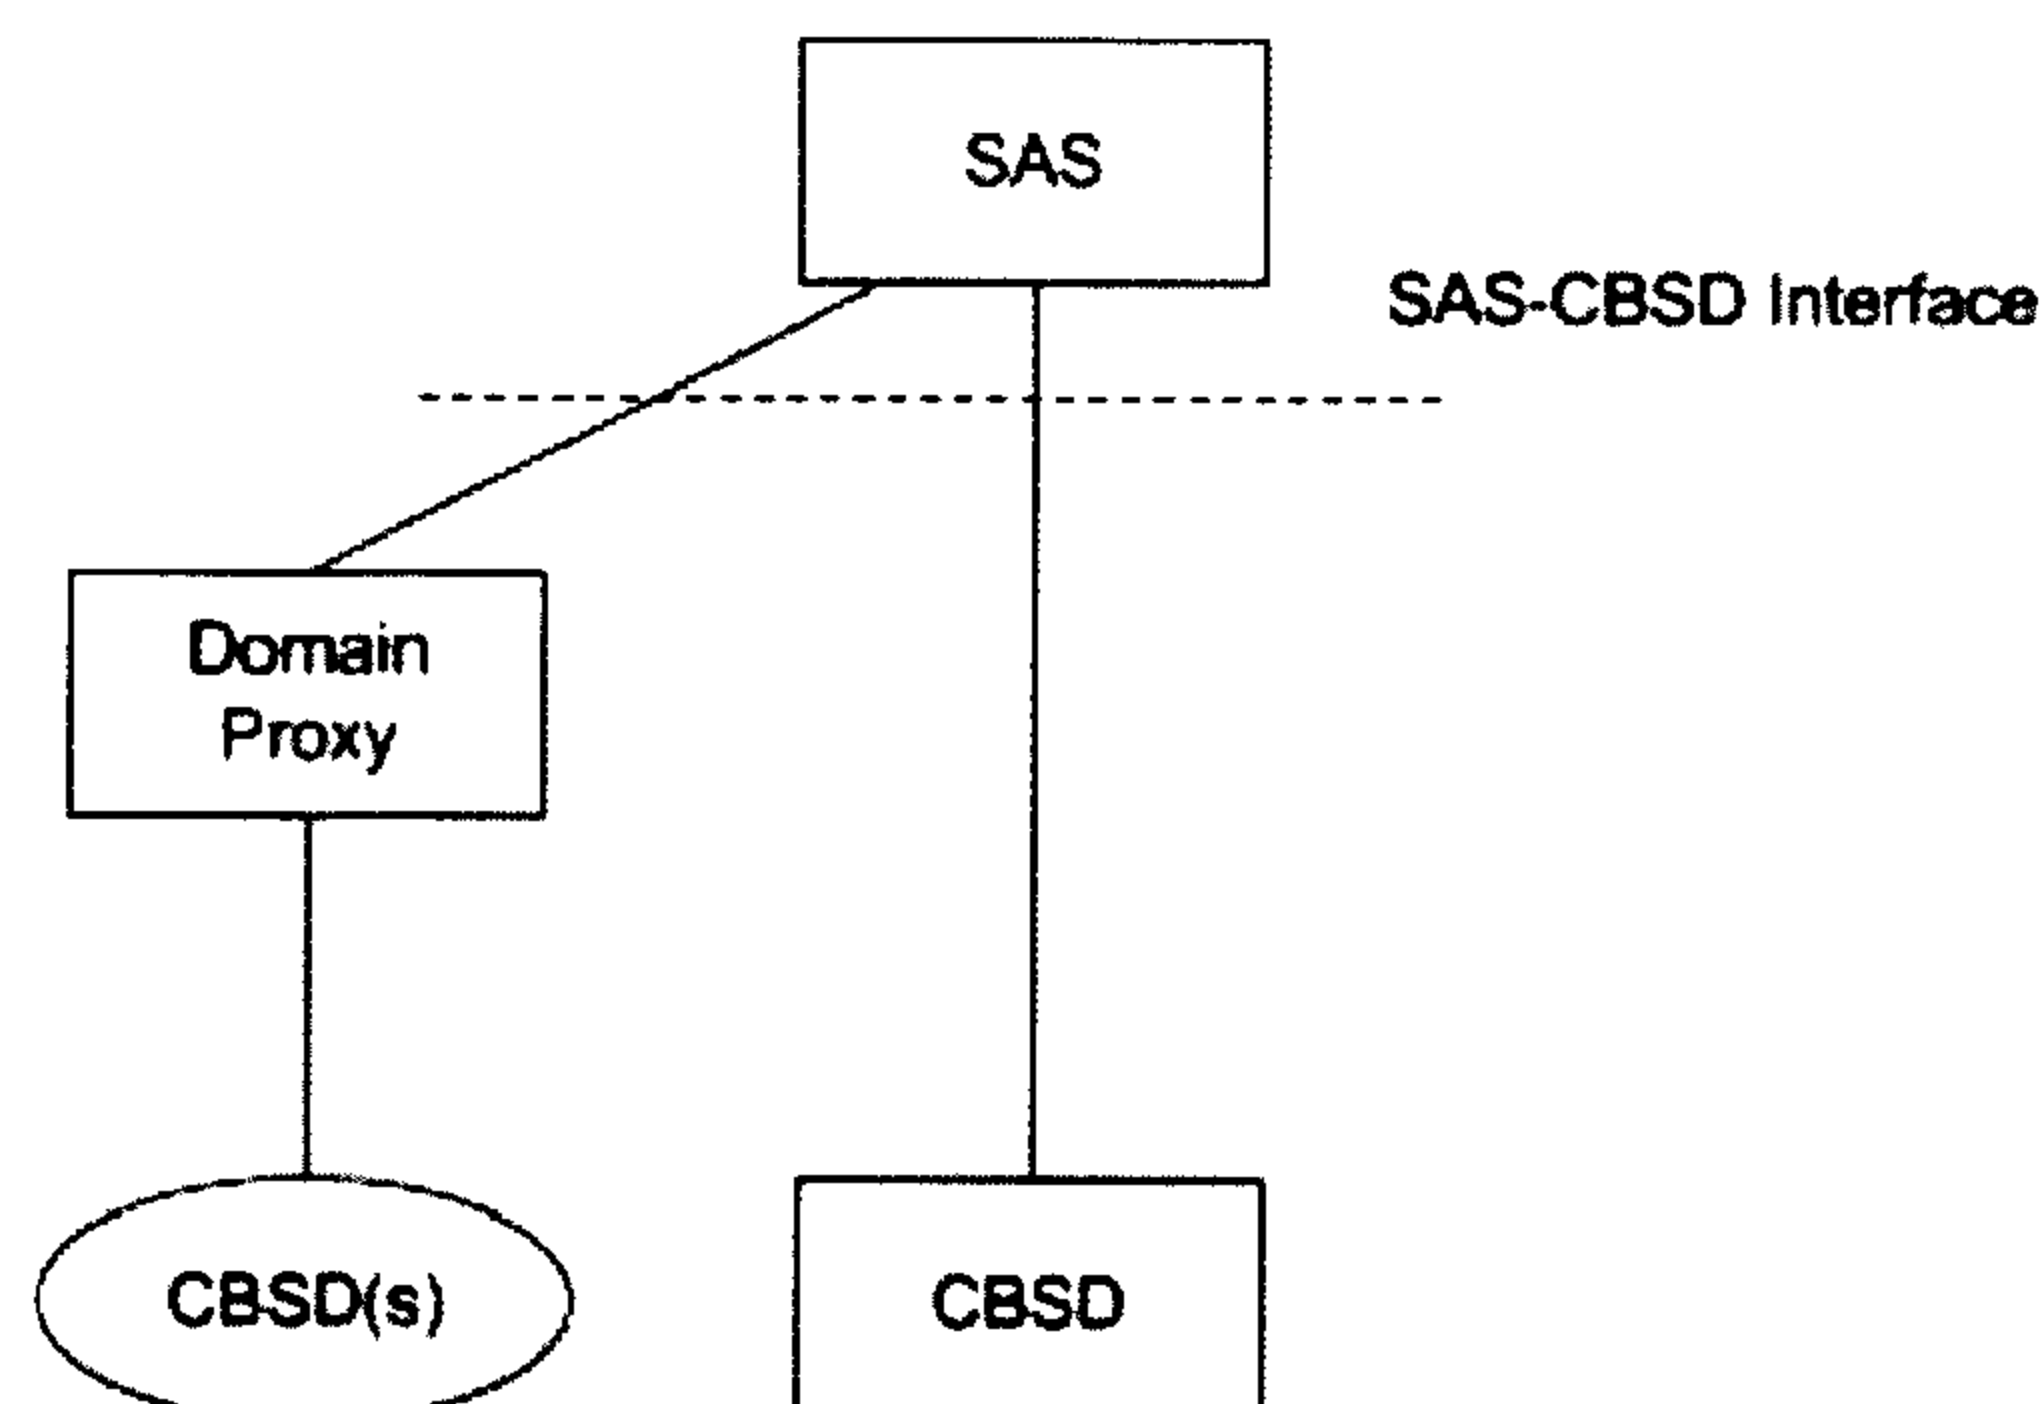 SAS
SAS-CBSD Interface
Domain
Proxy
CBSD(s)
CBSD